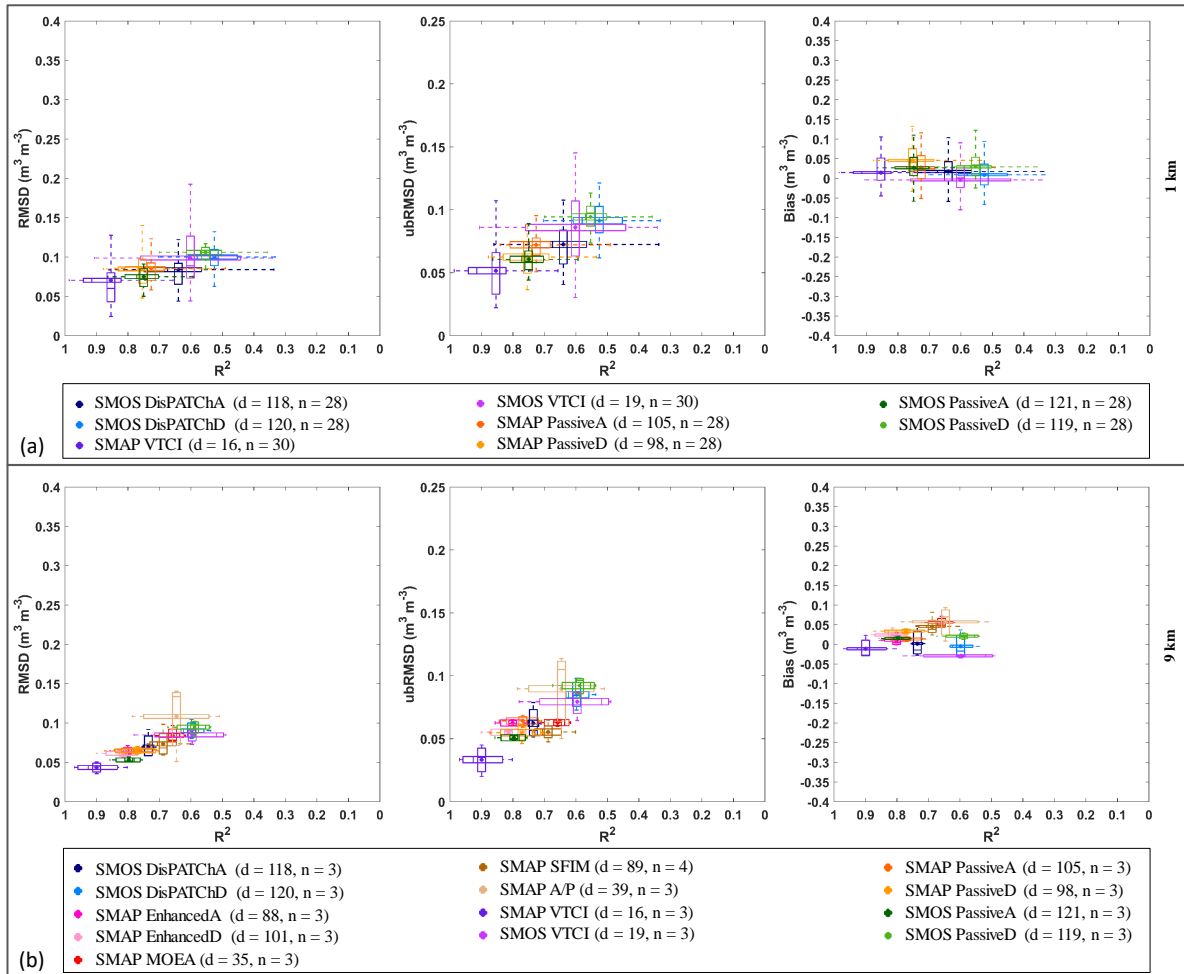 0.4 0.35 0.3 0.25 0.2 0.15 0.1 0.05 0
RMSD (m³ m⁻³)
1 0.9 0.8 0.7 0.6 0.5 0.4 0.3 0.2 0.1 0
R²
0.25 0.2 0.15 0.1 0.05 0
ubRMSD (m³ m⁻³)
1 0.9 0.8 0.7 0.6 0.5 0.4 0.3 0.2 0.1 0
R²
0.4 0.35 0.3 0.25 0.2 0.15 0.1 0.05 0 -0.05 -0.1 -0.15 -0.2 -0.25 -0.3 -0.35 -0.4
Bias (m³ m⁻³)
1 0.9 0.8 0.7 0.6 0.5 0.4 0.3 0.2 0.1 0
R²
1 km
SMOS DisPATChA (d = 118, n = 28)
SMOS DisPATChD (d = 120, n = 28)
SMAP VTCI (d = 16, n = 30)
SMOS VTCI (d = 19, n = 30)
SMAP PassiveA (d = 105, n = 28)
SMAP PassiveD (d = 98, n = 28)
SMOS PassiveA (d = 121, n = 28)
SMOS PassiveD (d = 119, n = 28)
(a)
0.4 0.35 0.3 0.25 0.2 0.15 0.1 0.05 0
RMSD (m³ m⁻³)
1 0.9 0.8 0.7 0.6 0.5 0.4 0.3 0.2 0.1 0
R²
0.25 0.2 0.15 0.1 0.05 0
ubRMSD (m³ m⁻³)
1 0.9 0.8 0.7 0.6 0.5 0.4 0.3 0.2 0.1 0
R²
0.4 0.35 0.3 0.25 0.2 0.15 0.1 0.05 0 -0.05 -0.1 -0.15 -0.2 -0.25 -0.3 -0.35 -0.4
Bias (m³ m⁻³)
1 0.9 0.8 0.7 0.6 0.5 0.4 0.3 0.2 0.1 0
R²
9 km
SMOS DisPATChA (d = 118, n = 3)
SMOS DisPATChD (d = 120, n = 3)
SMAP EnhancedA (d = 88, n = 3)
SMAP EnhancedD (d = 101, n = 3)
SMAP MOEA (d = 35, n = 3)
SMAP SFIM (d = 89, n = 4)
SMAP A/P (d = 39, n = 3)
SMAP VTCI (d = 16, n = 3)
SMOS VTCI (d = 19, n = 3)
SMAP PassiveA (d = 105, n = 3)
SMAP PassiveD (d = 98, n = 3)
SMOS PassiveA (d = 121, n = 3)
SMOS PassiveD (d = 119, n = 3)
(b)